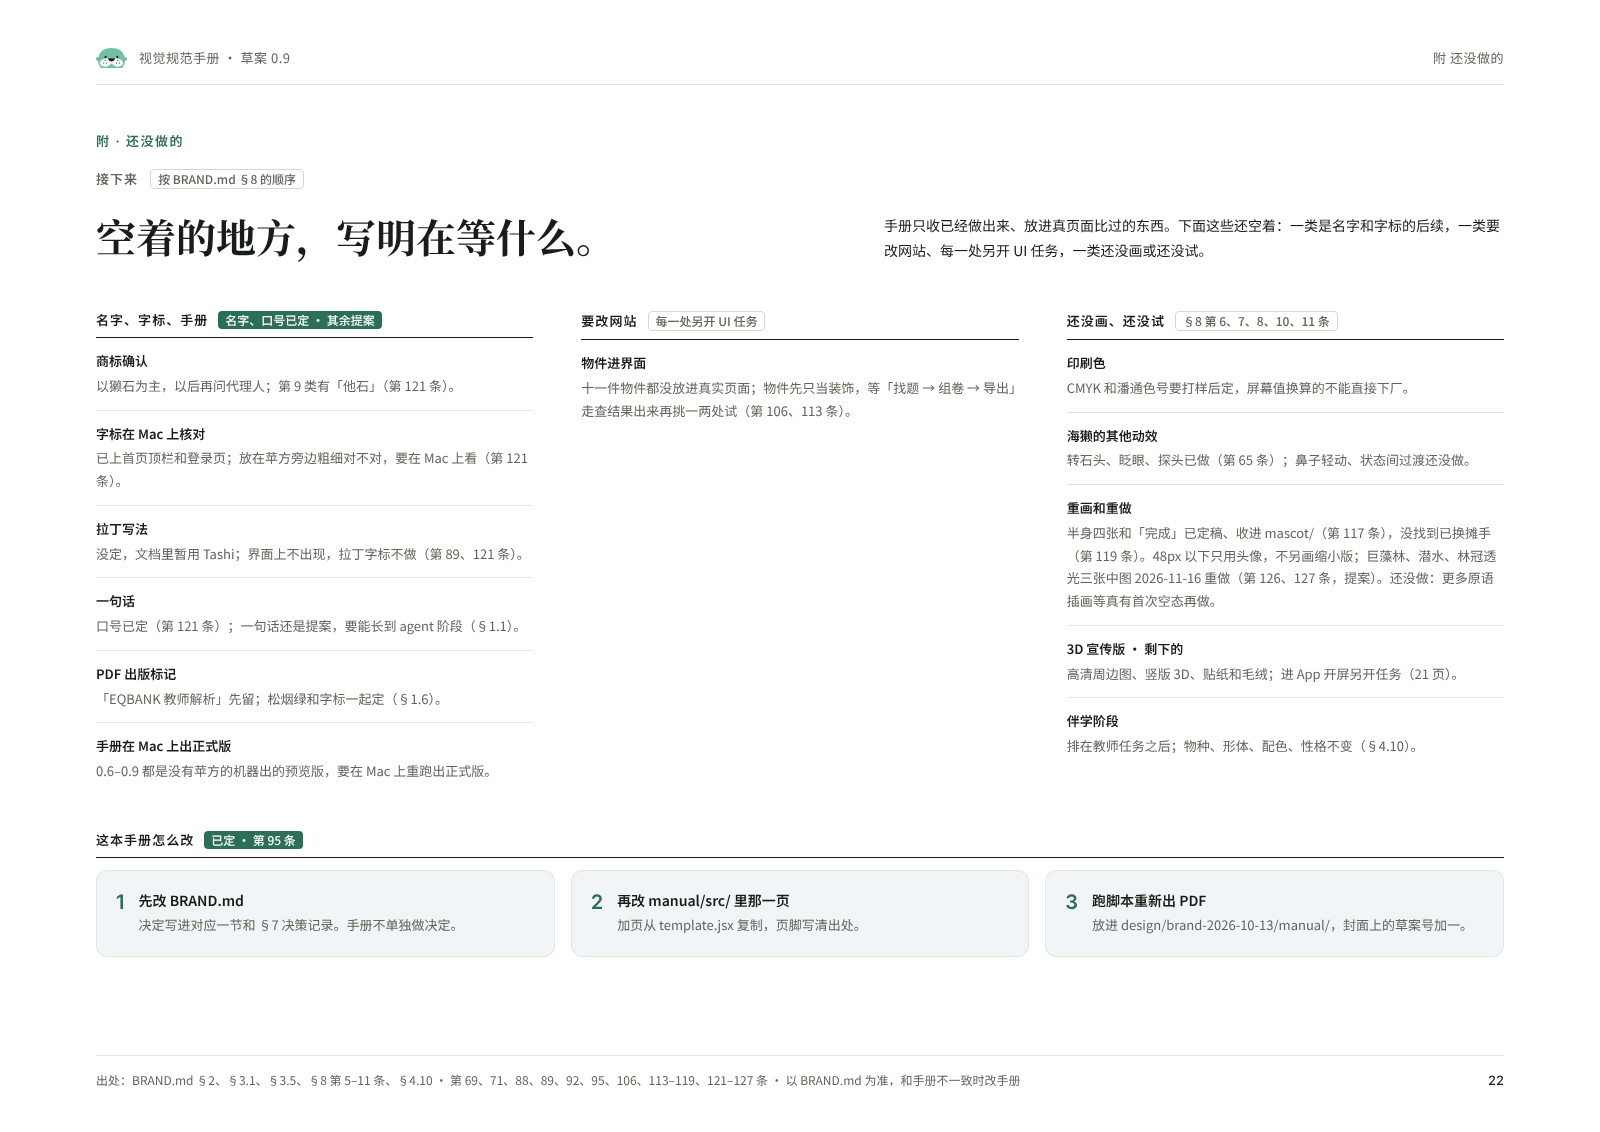 视觉规范手册 · 草案 0.9
附 还没做的
附 · 还没做的
接下来 按 BRAND.md §8 的顺序
空着的地方，写明在等什么。
手册只收已经做出来、放进真页面比过的东西。下面这些还空着：一类是名字和字标的后续，一类要
改网站、每一处另开 UI 任务，一类还没画或还没试。
名字、字标、手册 名字、口号已定 · 其余提案
商标确认
以獭石为主，以后再问代理人；第 9 类有「他石」（第 121 条）。
字标在 Mac 上核对
已上首页顶栏和登录页；放在苹方旁边粗细对不对，要在 Mac 上看（第 121
条）。
拉丁写法
没定，文档里暂用 Tashi；界面上不出现，拉丁字标不做（第 89、121 条）。
一句话
口号已定（第 121 条）；一句话还是提案，要能长到 agent 阶段（§1.1）。
PDF 出版标记
「EQBANK 教师解析」先留；松烟绿和字标一起定（§1.6）。
手册在 Mac 上出正式版
0.6–0.9 都是没有苹方的机器出的预览版，要在 Mac 上重跑出正式版。
要改网站 每一处另开 UI 任务
物件进界面
十一件物件都没放进真实页面；物件先只当装饰，等「找题 → 组卷 → 导出」
走查结果出来再挑一两处试（第 106、113 条）。
还没画、还没试 §8 第 6、7、8、10、11 条
印刷色
CMYK 和潘通色号要打样后定，屏幕值换算的不能直接下厂。
海獭的其他动效
转石头、眨眼、探头已做（第 65 条）；鼻子轻动、状态间过渡还没做。
重画和重做
半身四张和「完成」已定稿、收进 mascot/（第 117 条），没找到已换摊手
（第 119 条）。48px 以下只用头像，不另画缩小版；巨藻林、潜水、林冠透
光三张中图 2026-11-16 重做（第 126、127 条，提案）。还没做：更多原语
插画等真有首次空态再做。
3D 宣传版 · 剩下的
高清周边图、竖版 3D、贴纸和毛绒；进 App 开屏另开任务（21 页）。
伴学阶段
排在教师任务之后；物种、形体、配色、性格不变（§4.10）。
这本手册怎么改 已定 · 第 95 条
1 先改 BRAND.md
决定写进对应一节和 §7 决策记录。手册不单独做决定。
2 再改 manual/src/ 里那一页
加页从 template.jsx 复制，页脚写清出处。
3 跑脚本重新出 PDF
放进 design/brand-2026-10-13/manual/，封面上的草案号加一。
出处：BRAND.md §2、§3.1、§3.5、§8 第 5–11 条、§4.10 · 第 69、71、88、89、92、95、106、113–119、121–127 条 · 以 BRAND.md 为准，和手册不一致时改手册
22